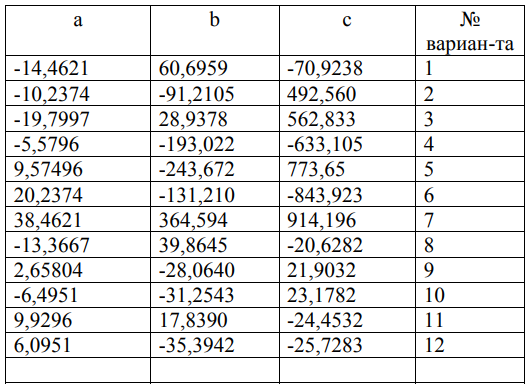 a b c №
вариан-та
-14,4621 60,6959 -70,9238 1
-10,2374 -91,2105 492,560 2
-19,7997 28,9378 562,833 3
-5,5796 -193,022 -633,105 4
9,57496 -243,672 773,65 5
20,2374 -131,210 -843,923 6
38,4621 364,594 914,196 7
-13,3667 39,8645 -20,6282 8
2,65804 -28,0640 21,9032 9
-6,4951 -31,2543 23,1782 10
9,9296 17,8390 -24,4532 11
6,0951 -35,3942 -25,7283 12